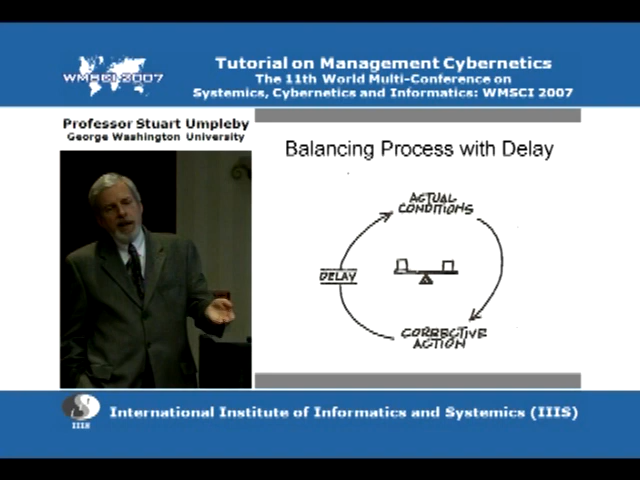 WMSCI 2007
Tutorial on Management Cybernetics
The 11th World Multi-Conference on
Systemics, Cybernetics and Informatics: WMSCI 2007
Professor Stuart Umpleby
George Washington University
Balancing Process with Delay
ACTUAL
CONDITIONS
DELAY
CORRECTIVE
ACTION
IIIS
International Institute of Informatics and Systemics (IIIS)